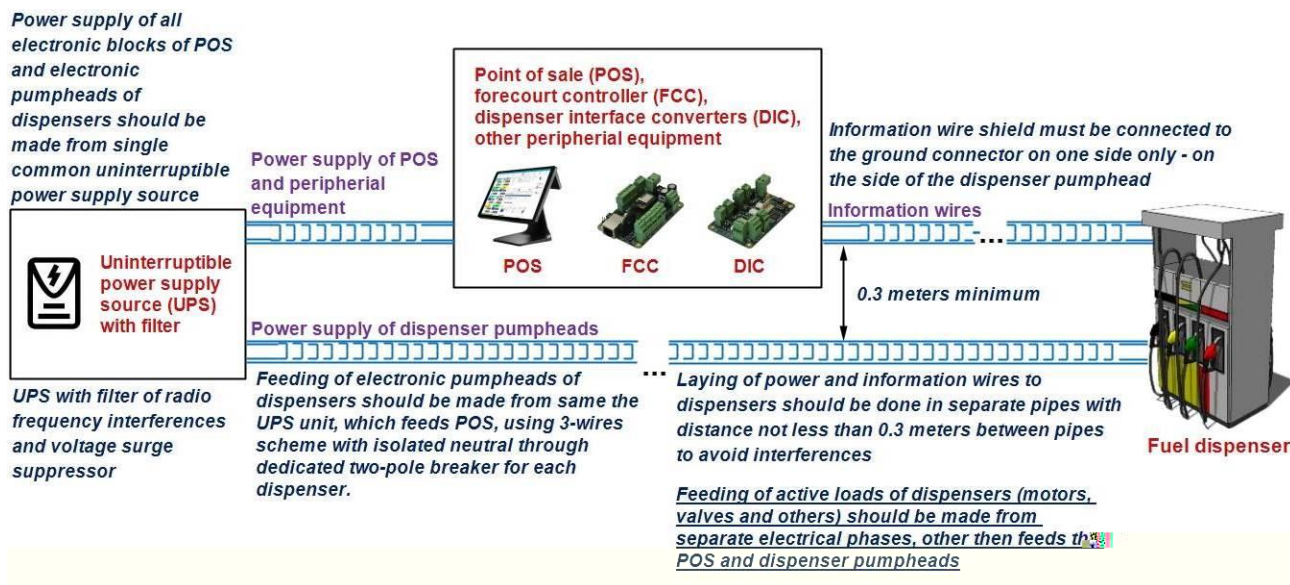 Power supply of all
electronic blocks of POS
and electronic
pumpheads of
dispensers should be
made from single
common uninterruptible
power supply source
Uninterruptible
power supply
source (UPS)
with filter
UPS with filter of radio
frequency interferences
and voltage surge
suppressor
Power supply of POS
and peripherial
equipment
Point of sale (POS),
forecourt controller (FCC),
dispenser interface converters (DIC),
other peripherial equipment
POS
FCC
DIC
Information wire shield must be connected to
the ground connector on one side only - on
the side of the dispenser pumphead
Information wires
...
0.3 meters minimum
Power supply of dispenser pumpheads
...
Feeding of electronic pumpheads of
dispensers should be made from same the
UPS unit, which feeds POS, using 3-wires
scheme with isolated neutral through
dedicated two-pole breaker for each
dispenser.
Laying of power and information wires to
dispensers should be done in separate pipes with
distance not less than 0.3 meters between pipes
to avoid interferences
Feeding of active loads of dispensers (motors,
valves and others) should be made from
separate electrical phases, other then feeds
POS and dispenser pumpheads
Fuel dispenser